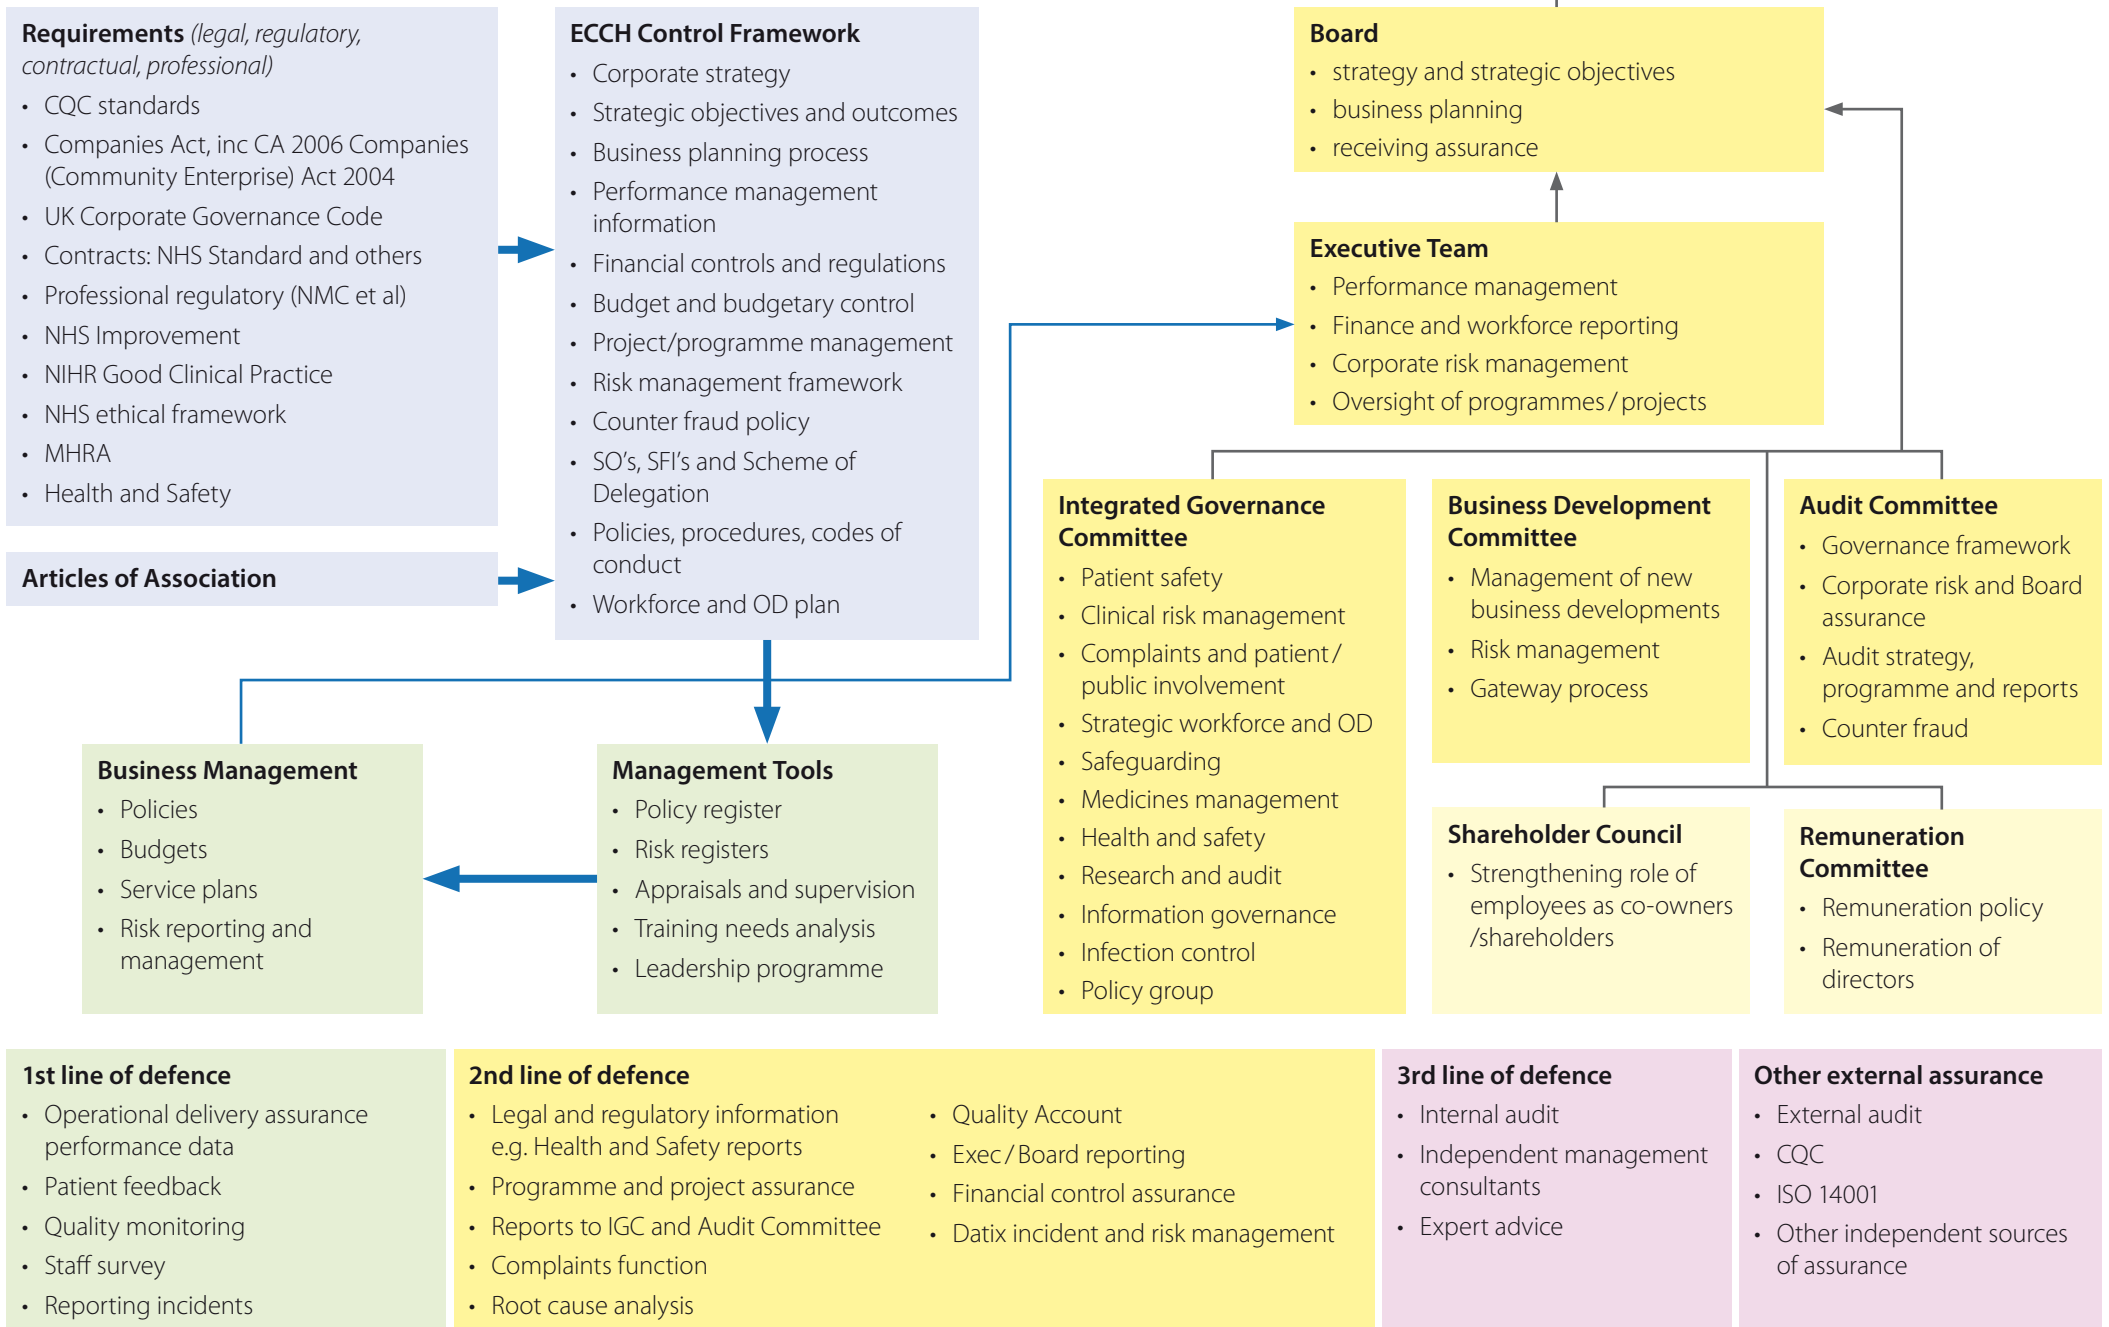 Requirements (legal, regulatory,
contractual, professional)
• CQC standards
• Companies Act, inc CA 2006 Companies
(Community Enterprise) Act 2004
• UK Corporate Governance Code
• Contracts: NHS Standard and others
• Professional regulatory (NMC et al)
• NHS Improvement
• NIHR Good Clinical Practice
• NHS ethical framework
• MHRA
• Health and Safety
Articles of Association
ECCH Control Framework
• Corporate strategy
• Strategic objectives and outcomes
• Business planning process
• Performance management
information
• Financial controls and regulations
• Budget and budgetary control
• Project/programme management
• Risk management framework
• Counter fraud policy
• SO's, SFI's and Scheme of
Delegation
• Policies, procedures, codes of
conduct
• Workforce and OD plan
Business Management
• Policies
• Budgets
• Service plans
• Risk reporting and
management
Management Tools
• Policy register
• Risk registers
• Appraisals and supervision
• Training needs analysis
• Leadership programme
Board
• strategy and strategic objectives
• business planning
• receiving assurance
Executive Team
• Performance management
• Finance and workforce reporting
• Corporate risk management
• Oversight of programmes / projects
Integrated Governance
Committee
• Patient safety
• Clinical risk management
• Complaints and patient /
public involvement
• Strategic workforce and OD
• Safeguarding
• Medicines management
• Health and safety
• Research and audit
• Information governance
• Infection control
• Policy group
Business Development
Committee
• Management of new
business developments
• Risk management
• Gateway process
Audit Committee
• Governance framework
• Corporate risk and Board
assurance
• Audit strategy,
programme and reports
• Counter fraud
Shareholder Council
• Strengthening role of
employees as co-owners
/shareholders
Remuneration
Committee
• Remuneration policy
• Remuneration of
directors
1st line of defence
• Operational delivery assurance
performance data
• Patient feedback
• Quality monitoring
• Staff survey
• Reporting incidents
2nd line of defence
• Legal and regulatory information
e.g. Health and Safety reports
• Programme and project assurance
• Reports to IGC and Audit Committee
• Complaints function
• Root cause analysis
• Quality Account
• Exec / Board reporting
• Financial control assurance
• Datix incident and risk management
3rd line of defence
• Internal audit
• Independent management
consultants
• Expert advice
Other external assurance
• External audit
• CQC
• ISO 14001
• Other independent sources
of assurance